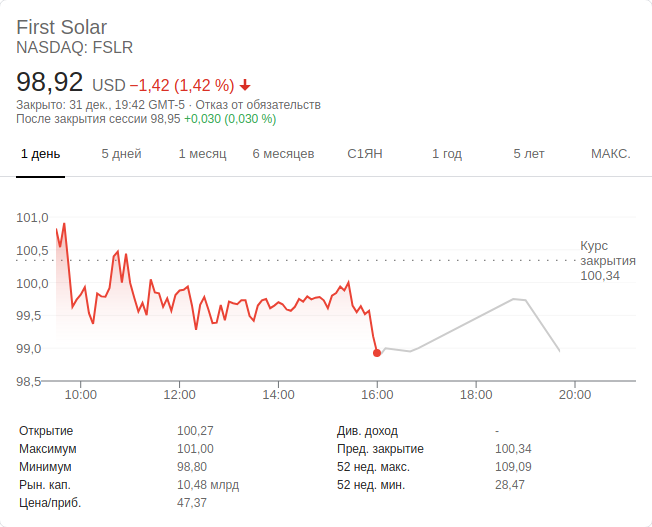 First Solar
NASDAQ: FSLR
98,92 USD −1,42 (1,42 %)
Закрыто: 31 дек., 19:42 GMT-5 · Отказ от обязательств
После закрытия сессии 98,95 +0,030 (0,030 %)
1 день 5 дней 1 месяц 6 месяцев С1ЯН 1 год 5 лет МАКС.
101,0
100,5
100,0
99,5
99,0
98,5
Курс
закрытия
100,34
10:00 12:00 14:00 16:00 18:00 20:00
Открытие 100,27
Максимум 101,00
Минимум 98,80
Рын. кап. 10,48 млрд
Цена/приб. 47,37
Див. доход -
Пред. закрытие 100,34
52 нед. макс. 109,09
52 нед. мин. 28,47